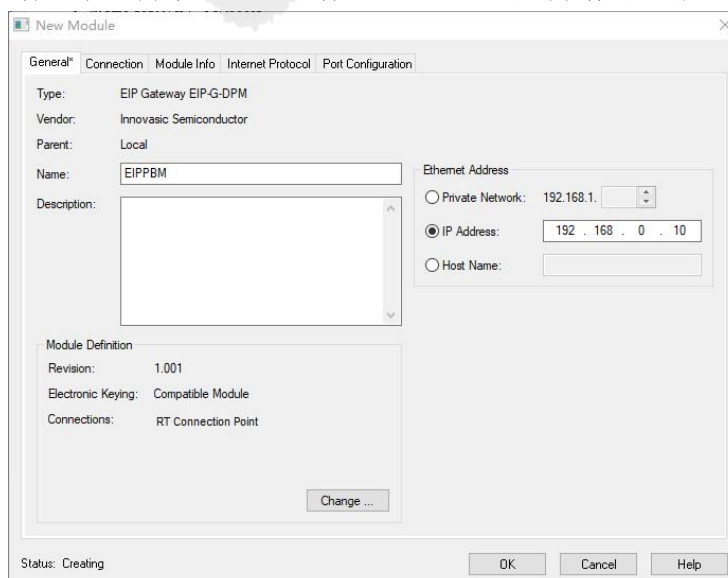 New Module
General* Connection Module Info Internet Protocol Port Configuration
Type: EIP Gateway EIP-G-DPM
Vendor: Innovasic Semiconductor
Parent: Local
Name: EIPPBM
Description:
Ethernet Address
Private Network: 192.168.1.
IP Address: 192 . 168 . 0 . 10
Host Name:
Module Definition
Revision: 1.001
Electronic Keying: Compatible Module
Connections: RT Connection Point
Change ...
Status: Creating
OK Cancel Help